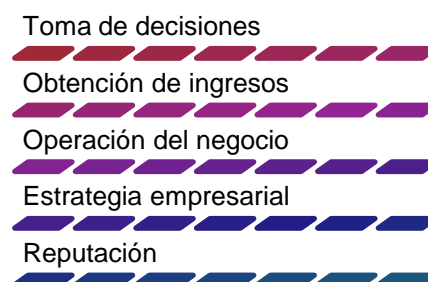 Toma de decisiones
Obtención de ingresos
Operación del negocio
Estrategia empresarial
Reputación